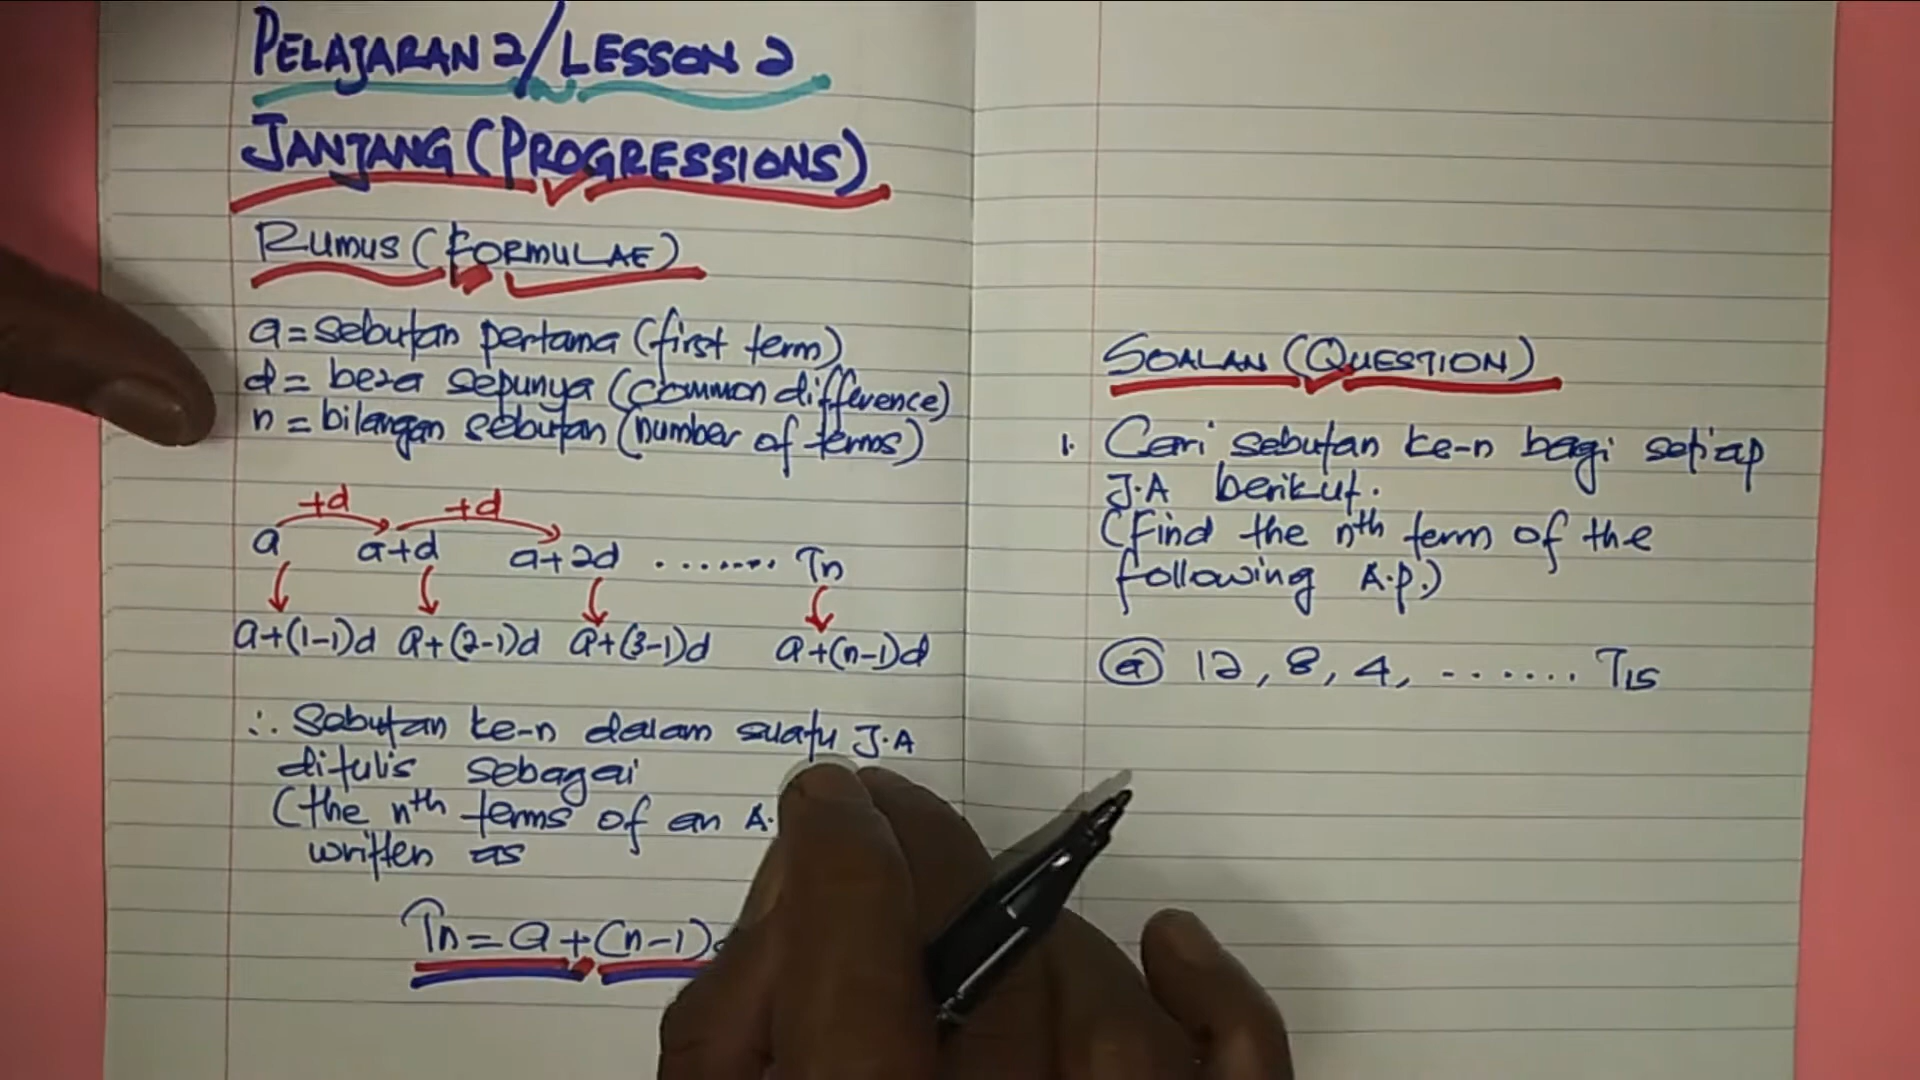 PELAJARAN 2/LESSON 2
JANJANG (PROGRESSIONS)
RUMUS (FORMULAE)
a = sebutan pertama (first term)
d = beza sepunya (common difference)
n = bilangan sebutan (number of terms)
+d +d
a a+d a+2d ........ Tn
a+(1-1)d a+(2-1)d a+(3-1)d a+(n-1)d
∴ Sebutan ke-n dalam suatu J.A
ditulis sebagai
(the nth terms of an A.
written as
Tn = a + (n-1)
SOALAN (QUESTION)
1. Cari sebutan ke-n bagi setiap
J.A berikut.
(Find the nth term of the
following A.P.)
(a) 12, 8, 4, ....... T15